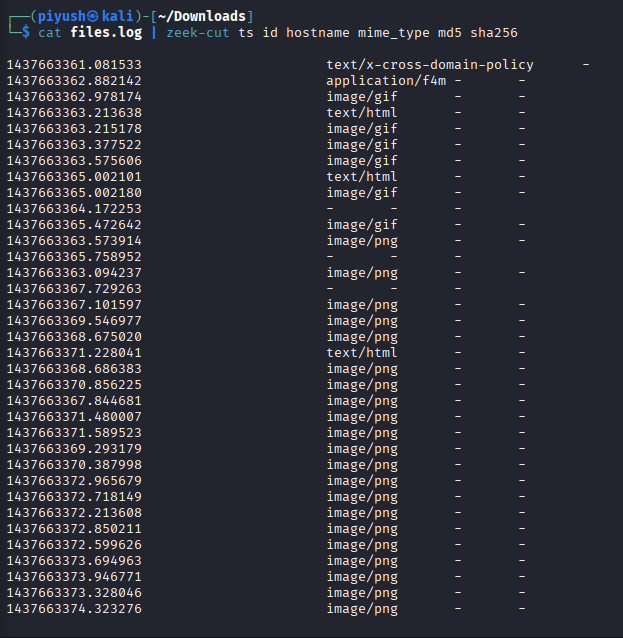 ┌──(piyush㉿kali)-[~/Downloads]
└─$ cat files.log | zeek-cut ts id hostname mime_type md5 sha256
1437663361.081533 text/x-cross-domain-policy -
1437663362.882142 application/f4m - -
1437663362.978174 image/gif - -
1437663363.213638 text/html - -
1437663363.215178 image/gif - -
1437663363.377522 image/gif - -
1437663363.575606 image/gif - -
1437663365.002101 text/html - -
1437663365.002180 image/gif - -
1437663364.172253 - - -
1437663365.472642 image/gif - -
1437663363.573914 image/png - -
1437663365.758952 - - -
1437663363.094237 image/png - -
1437663367.729263 - - -
1437663367.101597 image/png - -
1437663369.546977 image/png - -
1437663368.675020 image/png - -
1437663371.228041 text/html - -
1437663368.686383 image/png - -
1437663370.856225 image/png - -
1437663367.844681 image/png - -
1437663371.480007 image/png - -
1437663371.589523 image/png - -
1437663369.293179 image/png - -
1437663370.387998 image/png - -
1437663372.965679 image/png - -
1437663372.718149 image/png - -
1437663372.213608 image/png - -
1437663372.850211 image/png - -
1437663372.599626 image/png - -
1437663373.694963 image/png - -
1437663373.946771 image/png - -
1437663373.328046 image/png - -
1437663374.323276 image/png - -